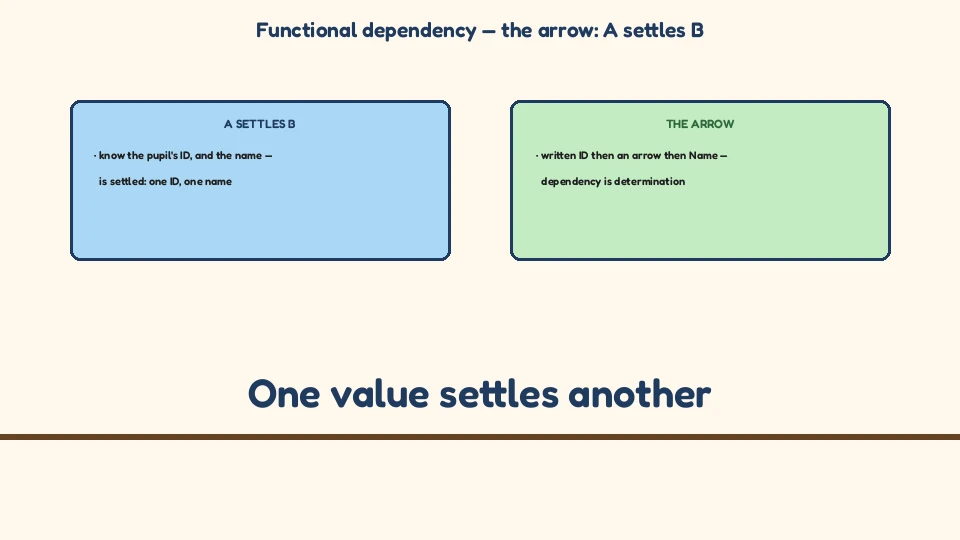 Functional dependency — the arrow: A settles B
A SETTLES B
· know the pupil's ID, and the name —
is settled: one ID, one name
THE ARROW
· written ID then an arrow then Name —
dependency is determination
One value settles another